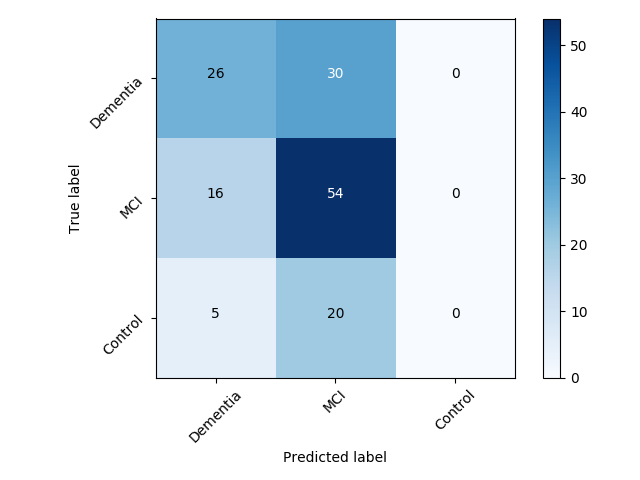 Dementia 26 30 0
MCI 16 54 0
Control 5 20 0
True label
Dementia MCI Control
Predicted label
50
40
30
20
10
0